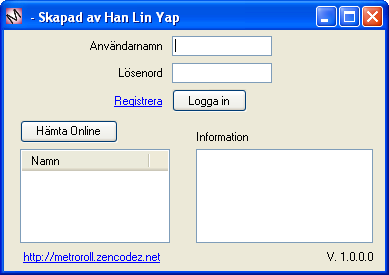 - Skapad av Han Lin Yap
Användarnamn
Lösenord
Registrera Logga in
Hämta Online
Information
Namn
http://metroroll.zencodez.net V. 1.0.0.0